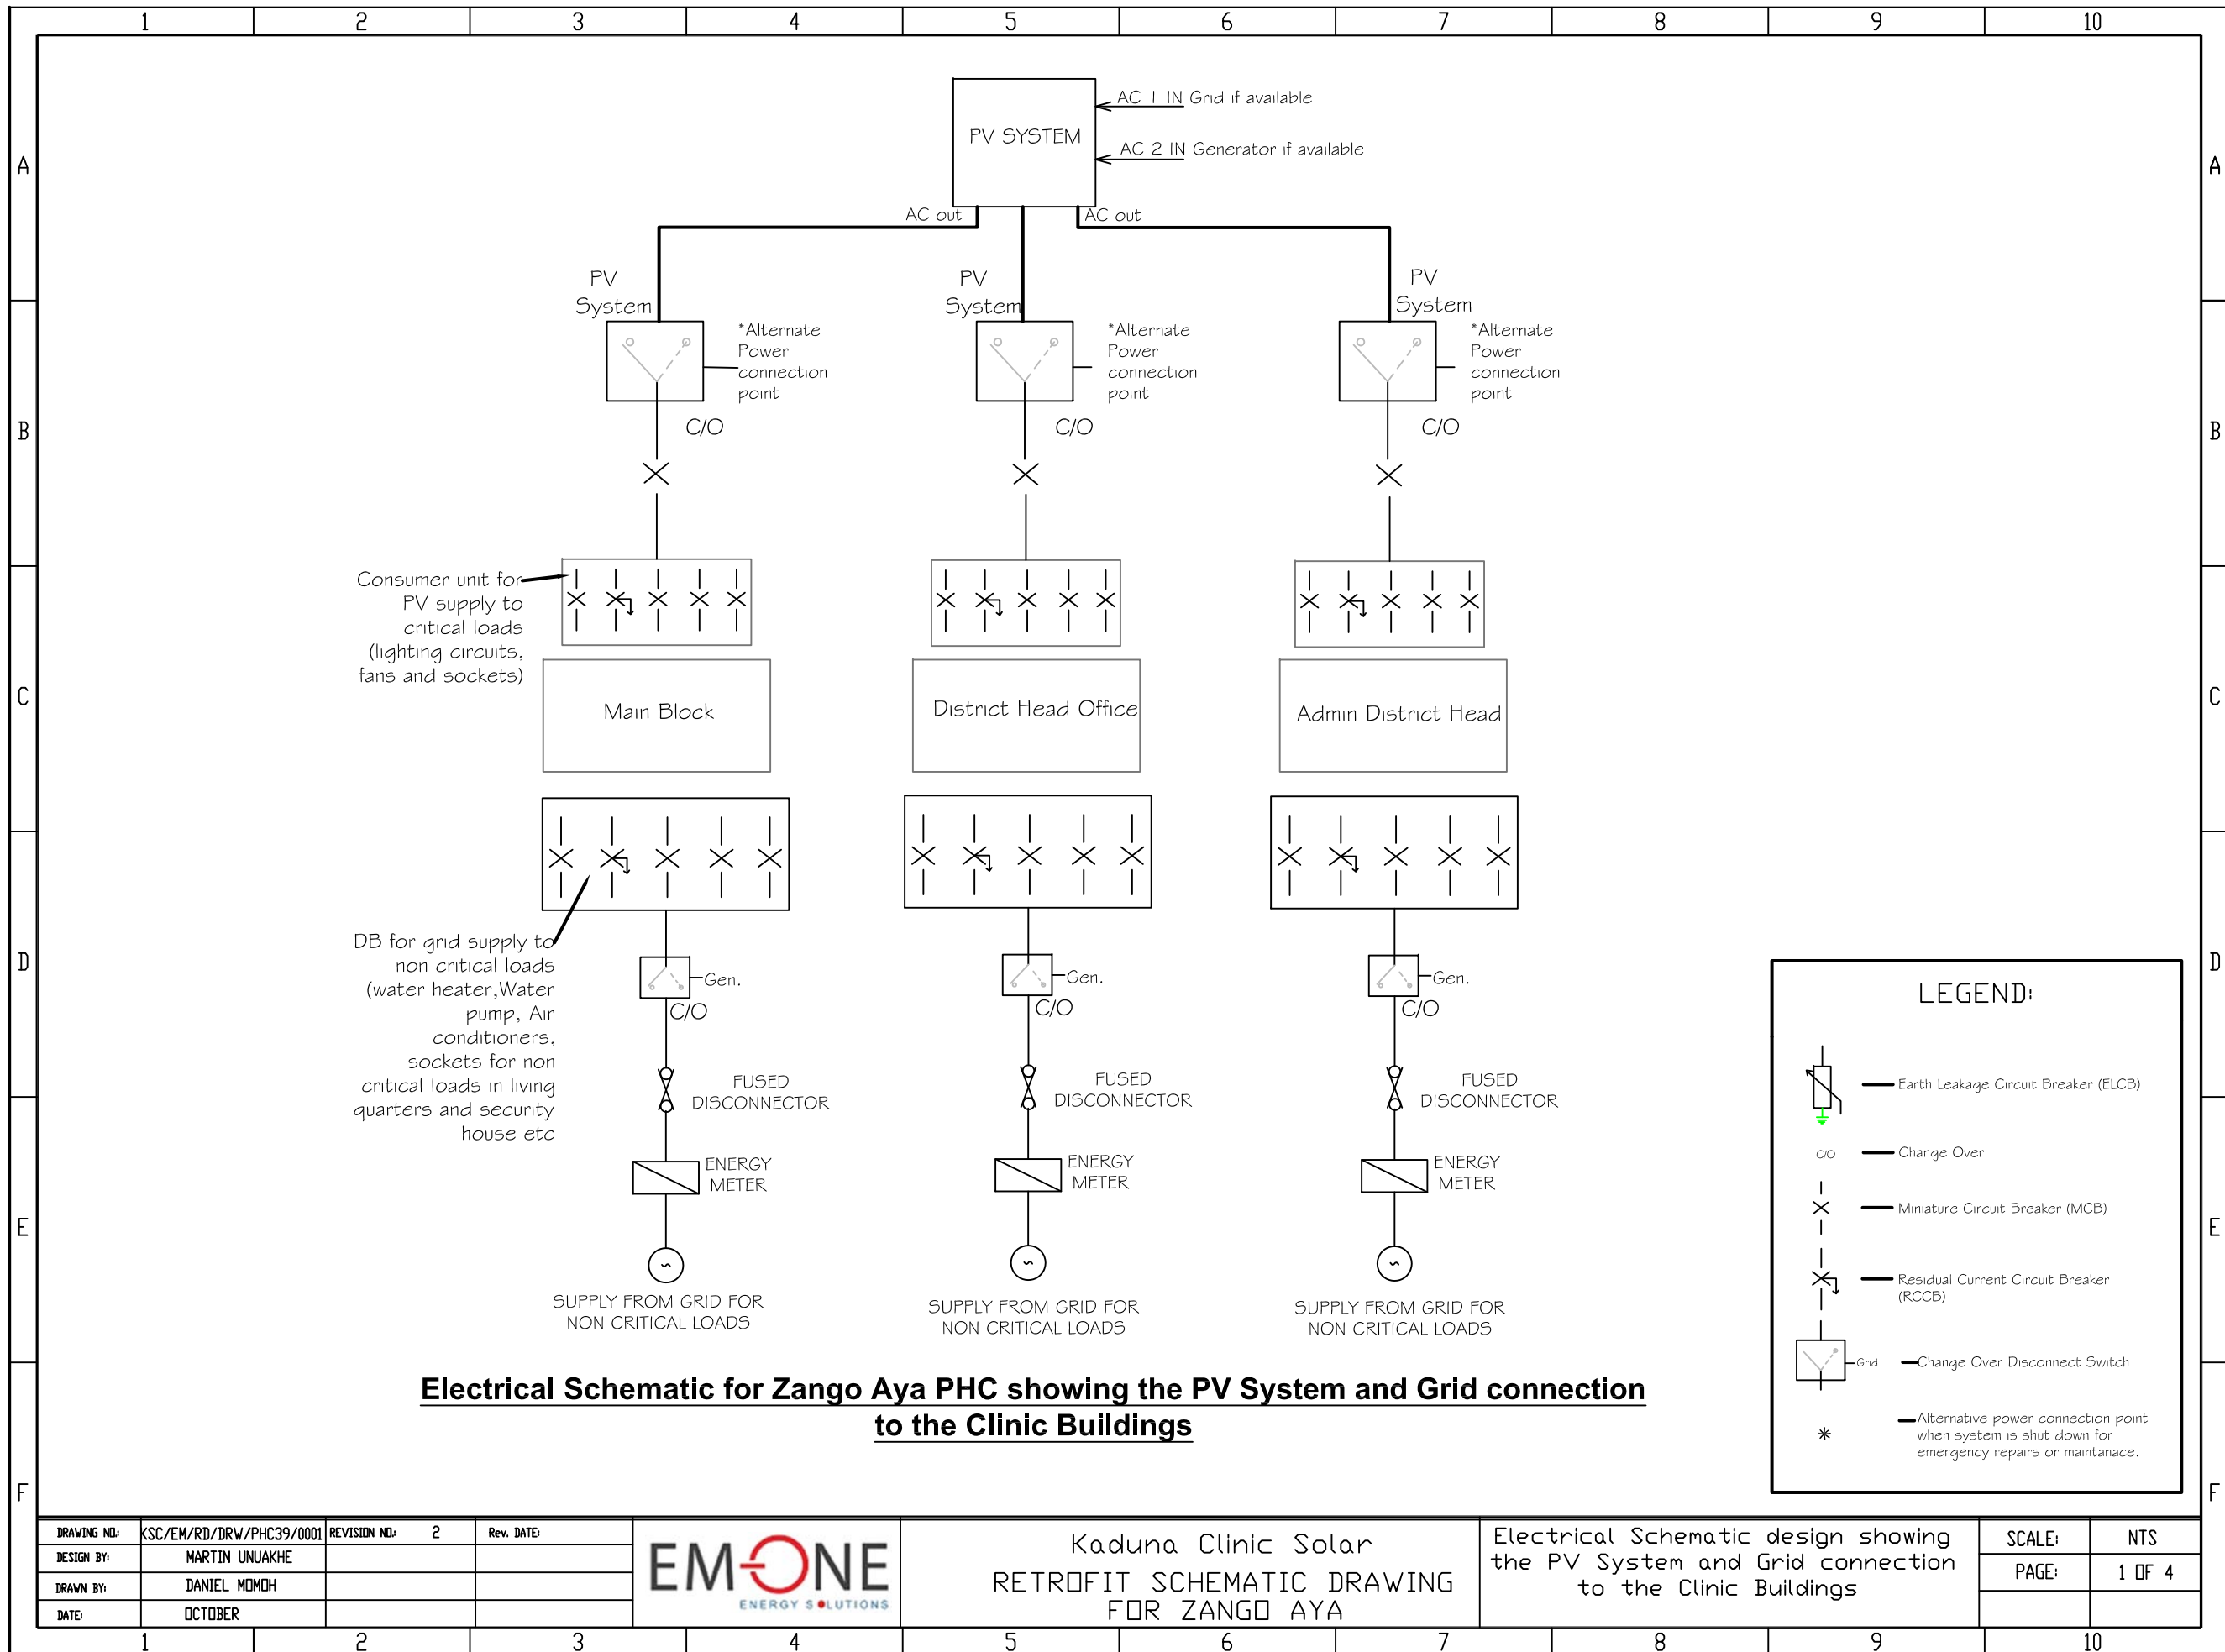 1 2 3 4 5 6 7 8 9 10
A A
B B
C C
D D
E E
F F
PV SYSTEM
AC 1 IN Grid if available
AC 2 IN Generator if available
AC out
AC out
PV
System
*Alternate
Power
connection
point
C/O
PV
System
*Alternate
Power
connection
point
C/O
PV
System
*Alternate
Power
connection
point
C/O
Consumer unit for
PV supply to
critical loads
(lighting circuits,
fans and sockets)
Main Block
District Head Office
Admin District Head
DB for grid supply to
non critical loads
(water heater,Water
pump, Air
conditioners,
sockets for non
critical loads in living
quarters and security
house etc
Gen.
C/O
FUSED
DISCONNECTOR
ENERGY
METER
SUPPLY FROM GRID FOR
NON CRITICAL LOADS
Gen.
C/O
FUSED
DISCONNECTOR
ENERGY
METER
SUPPLY FROM GRID FOR
NON CRITICAL LOADS
Gen.
C/O
FUSED
DISCONNECTOR
ENERGY
METER
SUPPLY FROM GRID FOR
NON CRITICAL LOADS
LEGEND:
Earth Leakage Circuit Breaker (ELCB)
C/O Change Over
Miniature Circuit Breaker (MCB)
Residual Current Circuit Breaker
(RCCB)
Grid Change Over Disconnect Switch
* Alternative power connection point
when system is shut down for
emergency repairs or maintanace.
Electrical Schematic for Zango Aya PHC showing the PV System and Grid connection
to the Clinic Buildings
DRAWING NO.: KSC/EM/RD/DRW/PHC39/0001 REVISION NO.: 2 Rev. DATE:
DESIGN BY: MARTIN UNUAKHE
DRAWN BY: DANIEL MOMOH
DATE: OCTOBER
EM ONE
ENERGY SOLUTIONS
Kaduna Clinic Solar
RETROFIT SCHEMATIC DRAWING
FOR ZANGO AYA
Electrical Schematic design showing
the PV System and Grid connection
to the Clinic Buildings
SCALE: NTS
PAGE: 1 OF 4
1 2 3 4 5 6 7 8 9 10